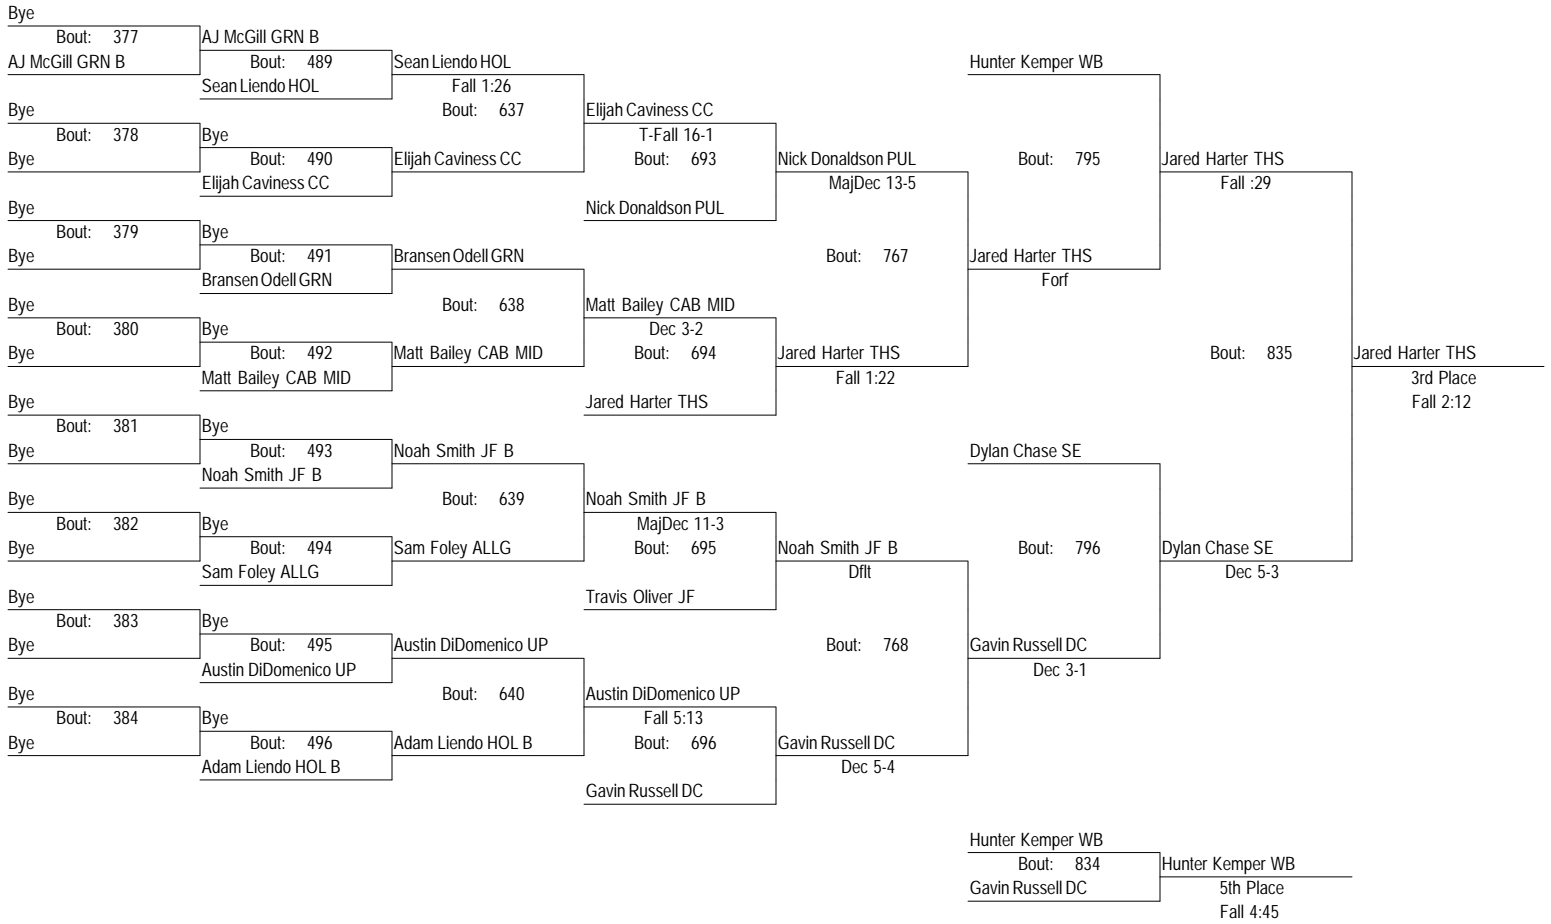 Bye
Bout: 377
AJ McGill GRN B
AJ McGill GRN B
Bout: 489
Sean Liendo HOL
Sean Liendo HOL
Fall 1:26
Bout: 637
Bye
Bout: 378
Bye
Bye
Bout: 490
Elijah Caviness CC
Elijah Caviness CC
Elijah Caviness CC
T-Fall 16-1
Bout: 693
Nick Donaldson PUL
Nick Donaldson PUL
MajDec 13-5
Bout: 767
Bye
Bout: 379
Bye
Bye
Bout: 491
Bransen Odell GRN
Bransen Odell GRN
Bout: 638
Bye
Bout: 380
Bye
Bye
Bout: 492
Matt Bailey CAB MID
Matt Bailey CAB MID
Matt Bailey CAB MID
Dec 3-2
Bout: 694
Jared Harter THS
Jared Harter THS
Fall 1:22
Hunter Kemper WB
Bout: 795
Jared Harter THS
Forf
Jared Harter THS
Fall :29
Bout: 835
Jared Harter THS
3rd Place
Fall 2:12
Bye
Bout: 381
Bye
Bye
Bout: 493
Noah Smith JF B
Noah Smith JF B
Bout: 639
Bye
Bout: 382
Bye
Bye
Bout: 494
Sam Foley ALLG
Sam Foley ALLG
Noah Smith JF B
MajDec 11-3
Bout: 695
Travis Oliver JF
Noah Smith JF B
Dflt
Bout: 768
Bye
Bout: 383
Bye
Bye
Bout: 495
Austin DiDomenico UP
Austin DiDomenico UP
Bout: 640
Bye
Bout: 384
Bye
Bye
Bout: 496
Adam Liendo HOL B
Adam Liendo HOL B
Austin DiDomenico UP
Fall 5:13
Bout: 696
Gavin Russell DC
Gavin Russell DC
Dec 5-4
Dylan Chase SE
Bout: 796
Gavin Russell DC
Dec 3-1
Dylan Chase SE
Dec 5-3
Hunter Kemper WB
Bout: 834
Gavin Russell DC
Hunter Kemper WB
5th Place
Fall 4:45